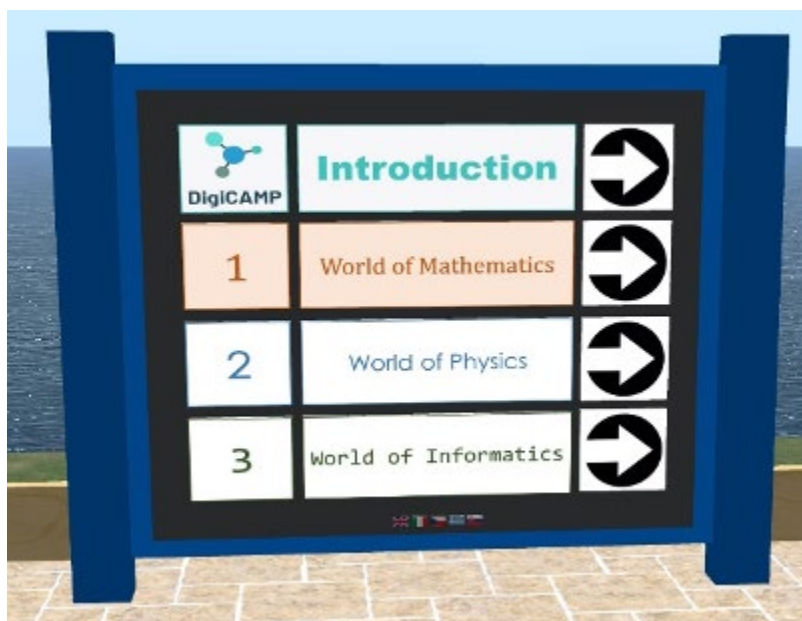 DigiCAMP
Introduction
1
World of Mathematics
2
World of Physics
3
World of Informatics